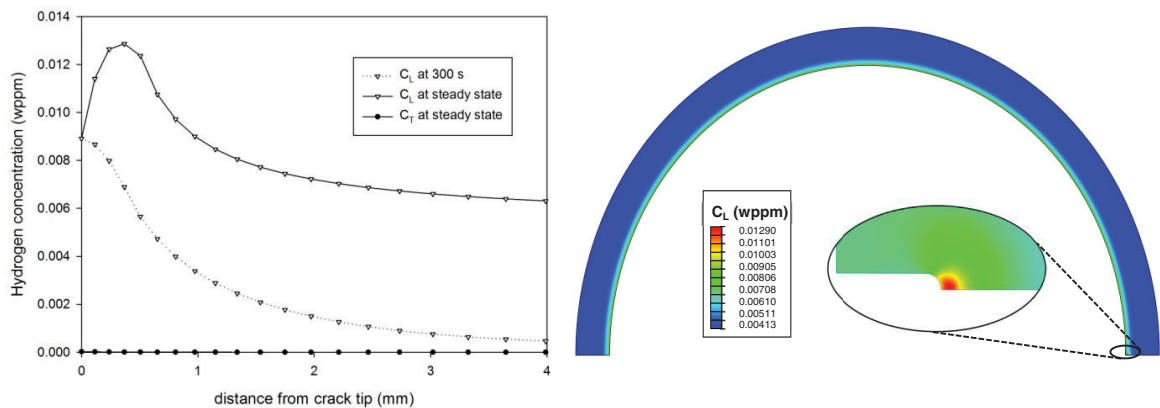 Hydrogen concentration (wppm)
0.014
0.012
0.010
0.008
0.006
0.004
0.002
0.000
C_L at 300 s
C_L at steady state
C_T at steady state
0 1 2 3 4
distance from crack tip (mm)
C_L (wppm)
0.01290
0.01101
0.01003
0.00905
0.00806
0.00708
0.00610
0.00511
0.00413